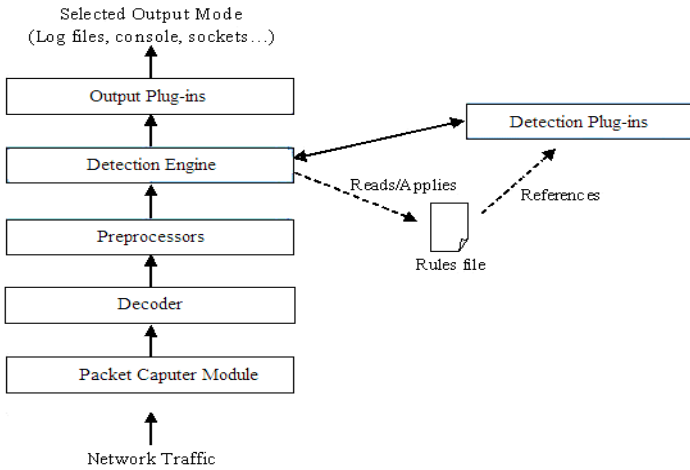 Selected Output Mode
(Log files, console, sockets...)
Output Plug-ins
Detection Plug-ins
Detection Engine
Reads/Applies
References
Preprocessors
Rules file
Decoder
Packet Caputer Module
Network Traffic